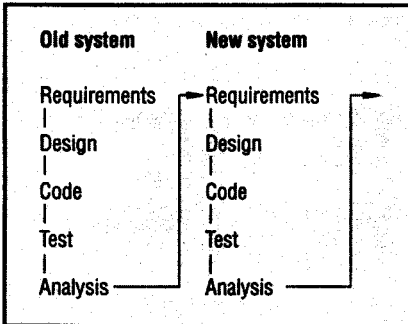 Old system New system
Requirements Requirements
Design Design
Code Code
Test Test
Analysis Analysis